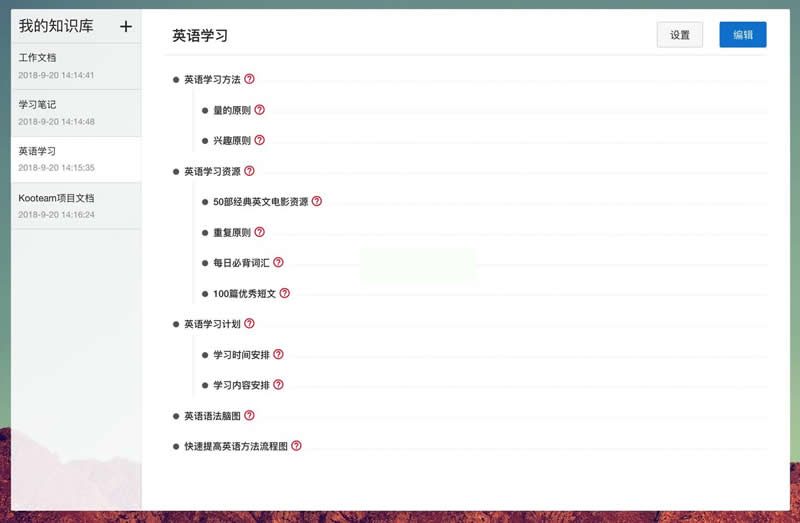 我的知识库
工作文档
2018-9-20 14:14:41
学习笔记
2018-9-20 14:14:48
英语学习
2018-9-20 14:15:35
Kooteam项目文档
2018-9-20 14:16:24
英语学习
设置
编辑
英语学习方法
量的原则
兴趣原则
英语学习资源
50部经典英文电影资源
重复原则
每日必背词汇
100篇优秀短文
英语学习计划
学习时间安排
学习内容安排
英语语法脑图
快速提高英语方法流程图